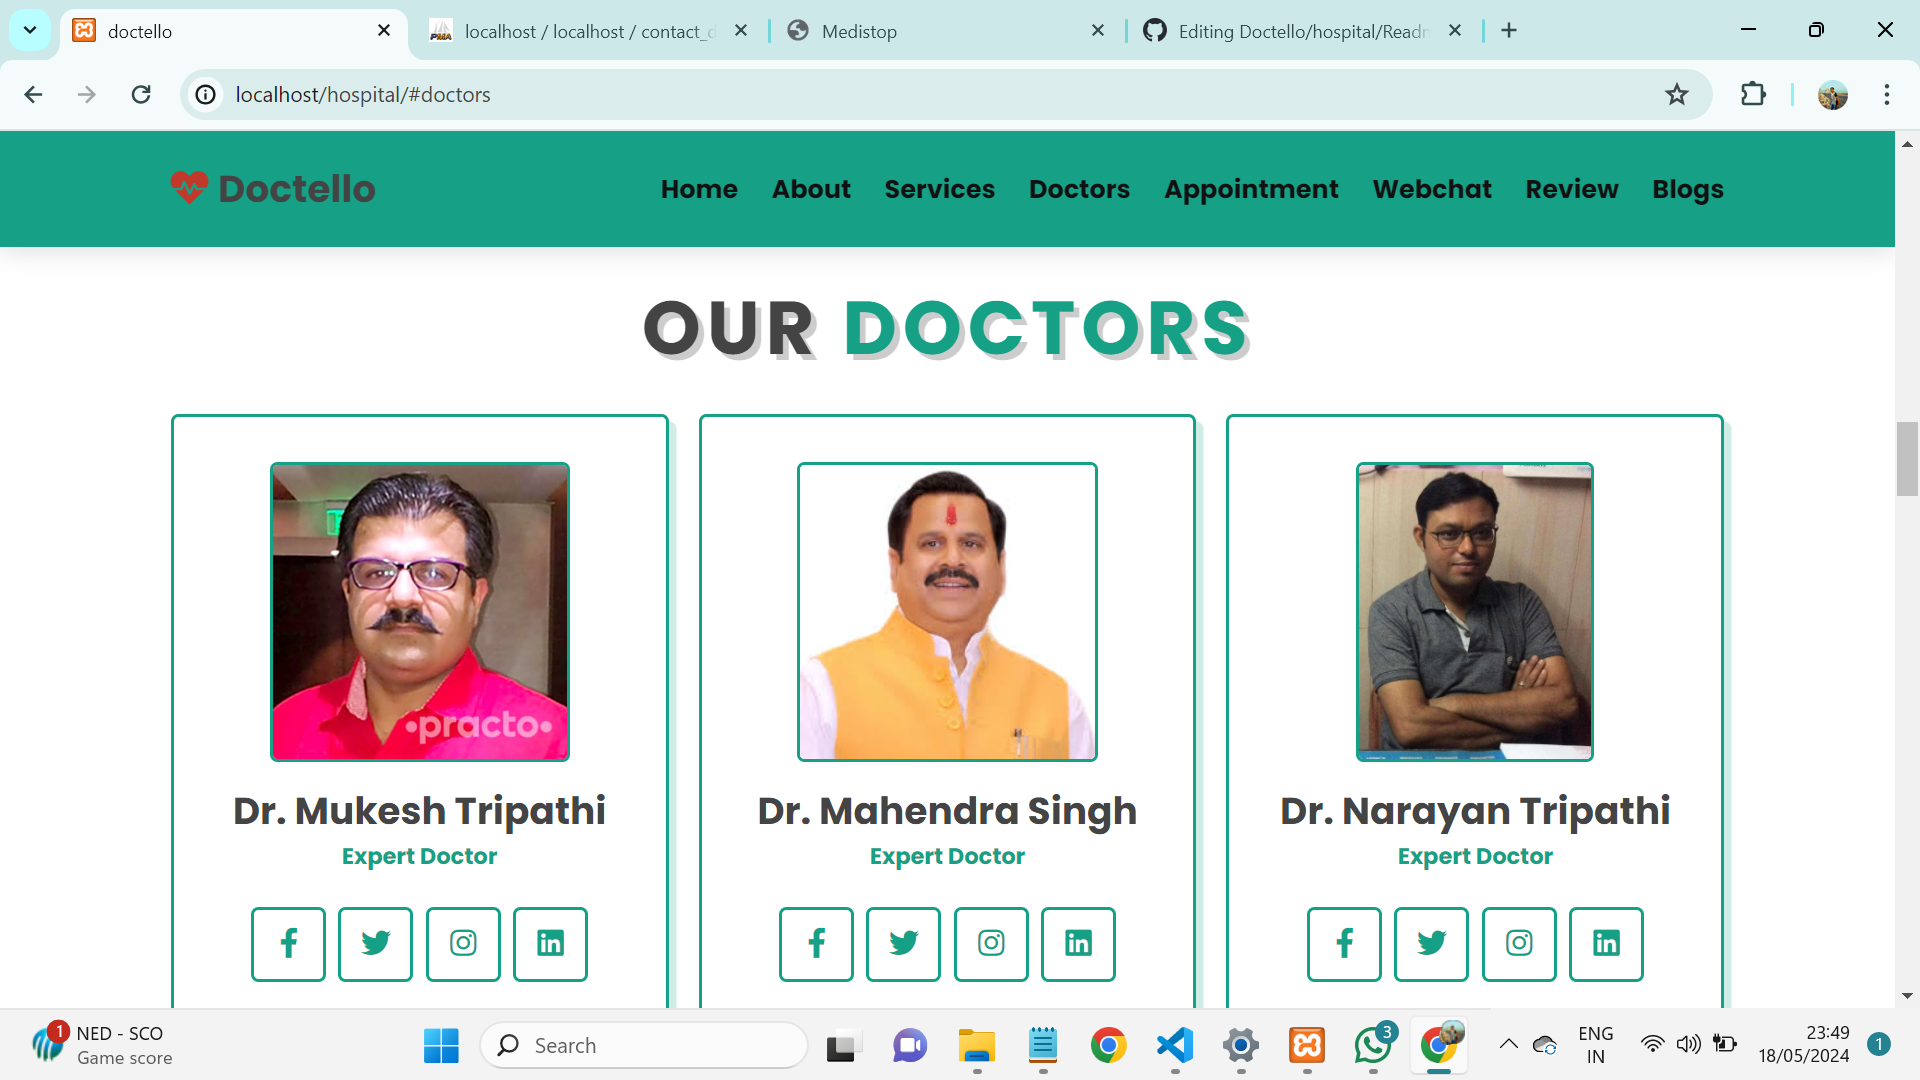 doctello
localhost / localhost / contact_d
Medistop
Editing Doctello/hospital/Readn
localhost/hospital/#doctors
Doctello
Home About Services Doctors Appointment Webchat Review Blogs
OUR DOCTORS
•practo•
Dr. Mukesh Tripathi
Expert Doctor
Dr. Mahendra Singh
Expert Doctor
Dr. Narayan Tripathi
Expert Doctor
1
NED - SCO
Game score
Search
3
ENG
IN
23:49
18/05/2024
1